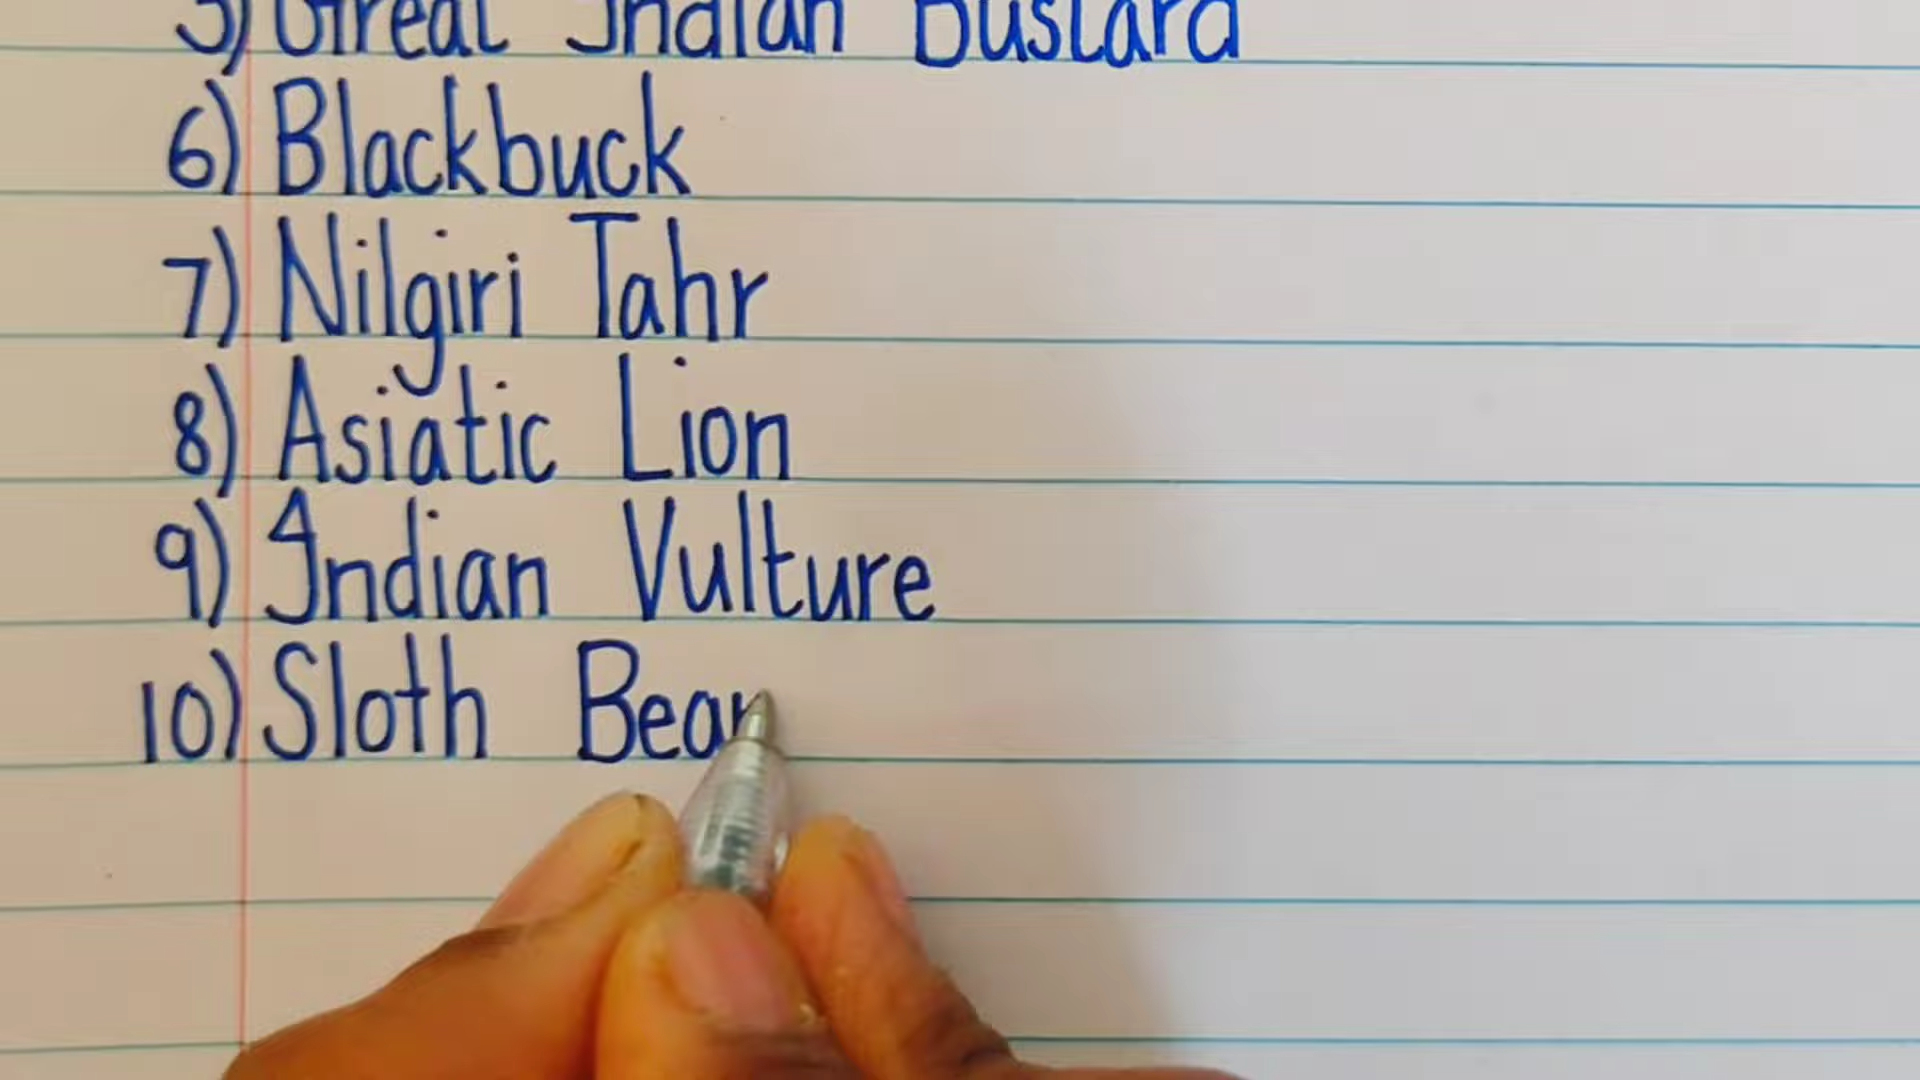 5) Great Indian Bustard
6) Blackbuck
7) Nilgiri Tahr
8) Asiatic Lion
9) Indian Vulture
10) Sloth Bear